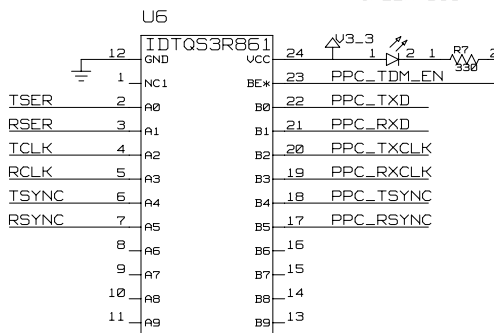 U6
IDTQS3R861
12 GND VCC 24 V3_3 1 2 1 R7 330 2
1 NC1 BE* 23 PPC_TDM_EN
TSER 2 A0 B0 22 PPC_TXD
RSER 3 A1 B1 21 PPC_RXD
TCLK 4 A2 B2 20 PPC_TXCLK
RCLK 5 A3 B3 19 PPC_RXCLK
TSYNC 6 A4 B4 18 PPC_TSYNC
RSYNC 7 A5 B5 17 PPC_RSYNC
8 A6 B6 16
9 A7 B7 15
10 A8 B8 14
11 A9 B9 13